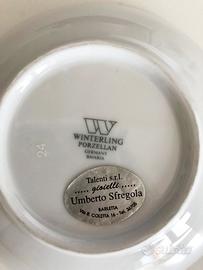 W
WINTERLING
PORZELLAN
GERMANY
BAVARIA
24
Talenti s.r.l.
..... gioielli .....
Umberto Sfregola
BARLETTA